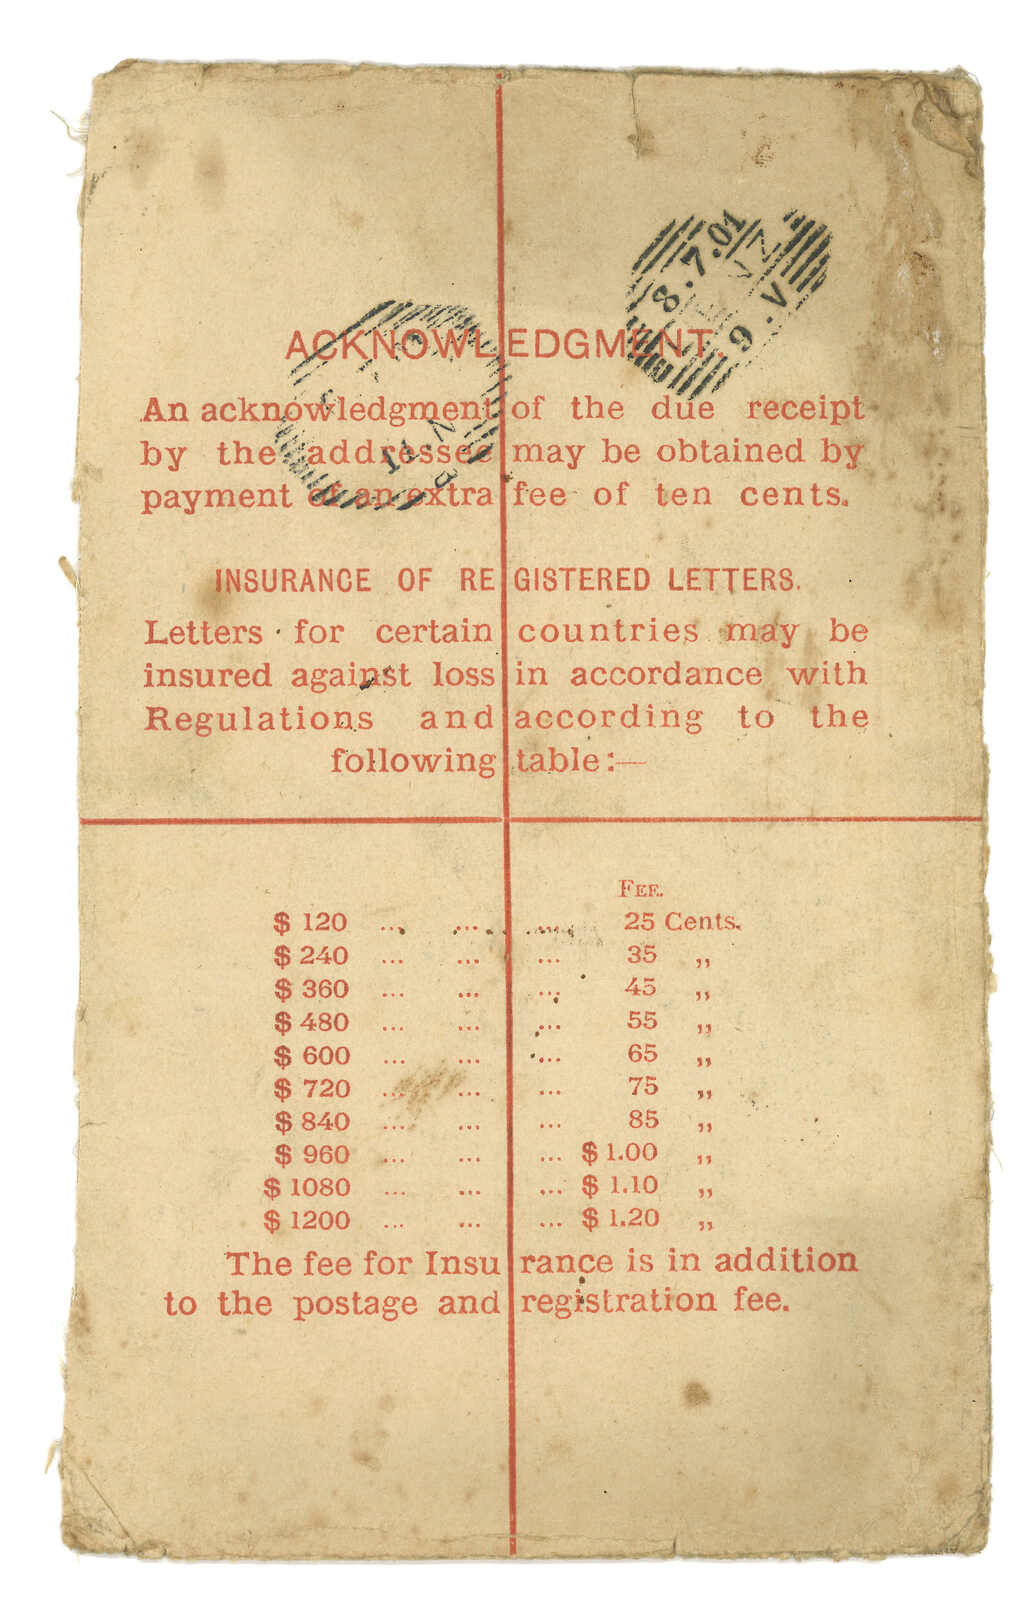 8.7.01
9.V
ACKNOWLEDGMENT.
An acknowledgment of the due receipt
by the addressee may be obtained by
payment of an extra fee of ten cents.
INSURANCE OF REGISTERED LETTERS.
Letters for certain countries may be
insured against loss in accordance with
Regulations and according to the
following table:—
FEE.
$ 120 ... ... ... 25 Cents.
$ 240 ... ... ... 35 „
$ 360 ... ... ... 45 „
$ 480 ... ... ... 55 „
$ 600 ... ... ... 65 „
$ 720 ... ... ... 75 „
$ 840 ... ... ... 85 „
$ 960 ... ... ... $ 1.00 „
$ 1080 ... ... ... $ 1.10 „
$ 1200 ... ... ... $ 1.20 „
The fee for Insurance is in addition
to the postage and registration fee.